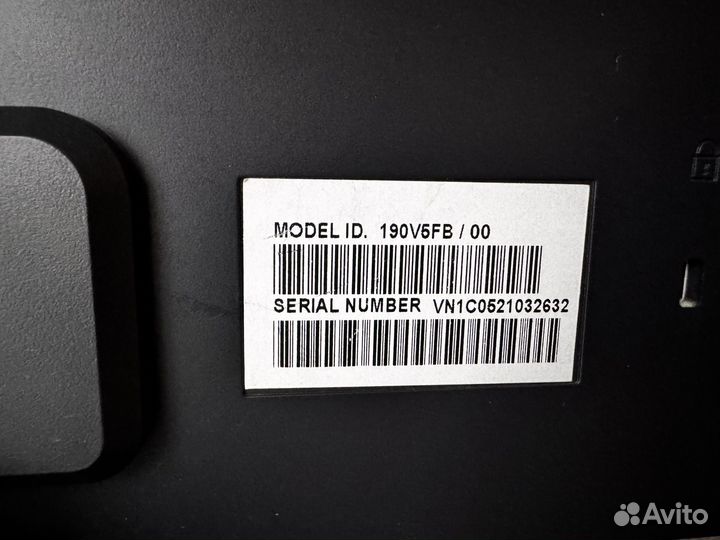 MODEL ID. 190V5FB / 00
SERIAL NUMBER VN1C0521032632
Avito